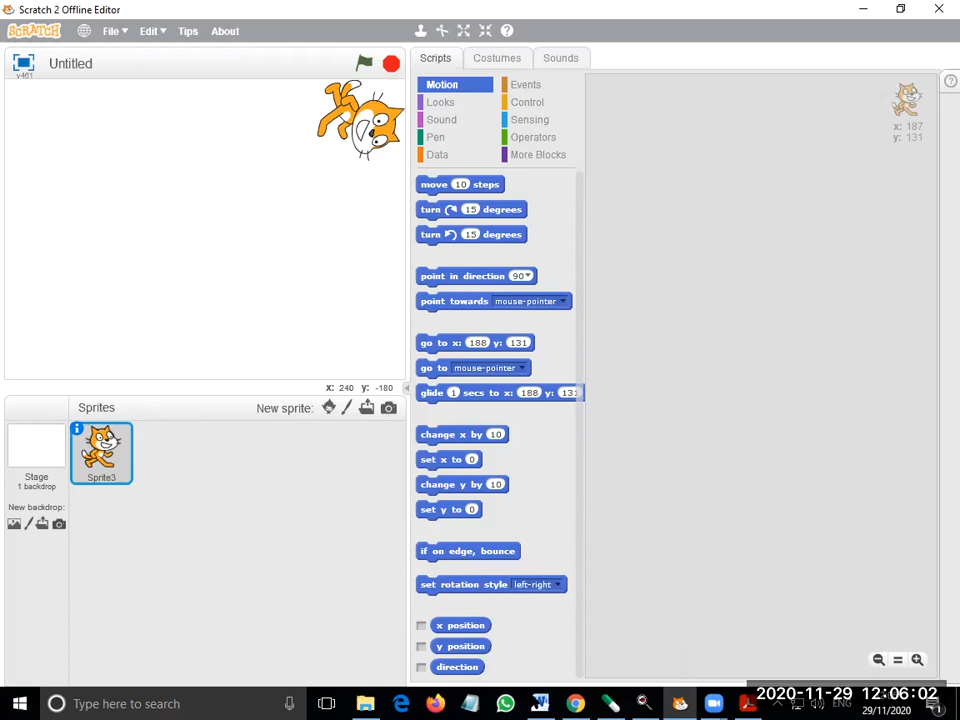 Scratch 2 Offline Editor
SCRATCH
File
Edit
Tips
About
v461
Untitled
Scripts
Costumes
Sounds
Motion
Events
Looks
Control
Sound
Sensing
Pen
Operators
Data
More Blocks
x: 187
y: 131
move 10 steps
turn 15 degrees
turn 15 degrees
point in direction 90
point towards mouse-pointer
go to x: 188 y: 131
go to mouse-pointer
glide 1 secs to x: 188 y: 131
change x by 10
set x to 0
change y by 10
set y to 0
if on edge, bounce
set rotation style left-right
x position
y position
direction
x: 240 y: -180
Sprites
New sprite:
Stage
1 backdrop
New backdrop:
Sprite3
Type here to search
2020-11-29 12:06:02
29/11/2020